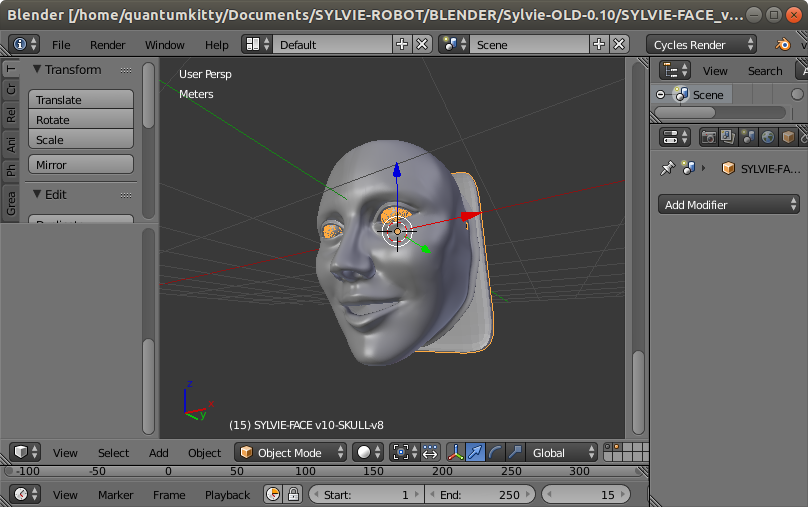 Blender [/home/quantumkitty/Documents/SYLVIE-ROBOT/BLENDER/Sylvie-OLD-0.10/SYLVIE-FACE_v...
File Render Window Help Default Scene Cycles Render
T
Cr
Rel
Ani
Ph
Grea
Transform
Translate
Rotate
Scale
Mirror
Edit
User Persp
Meters
z
x
y
(15) SYLVIE-FACE v10-SKULL-v8
View Search
Scene
SYLVIE-FA...
Add Modifier
View Select Add Object Object Mode Global
-100 -50 0 50 100 150 200 250 300
View Marker Frame Playback Start: 1 End: 250 15